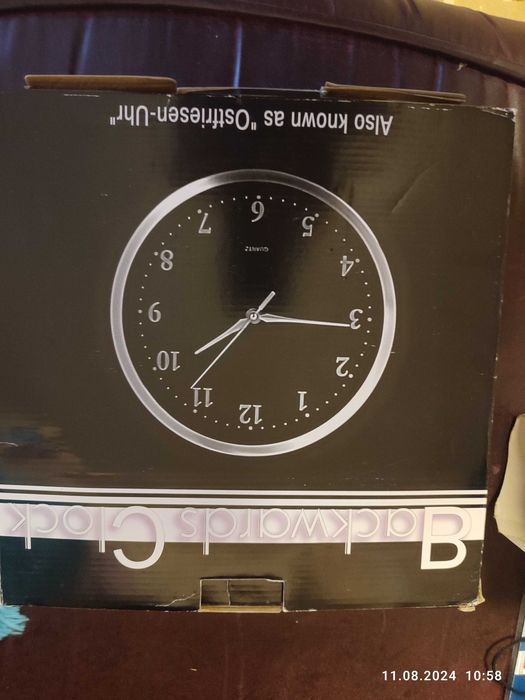 Backwards Clock
12
1 11
2 10
3 9
4 8
QUARTZ
5 7
6
Also known as "Ostfriesen-Uhr"
11.08.2024 10:58